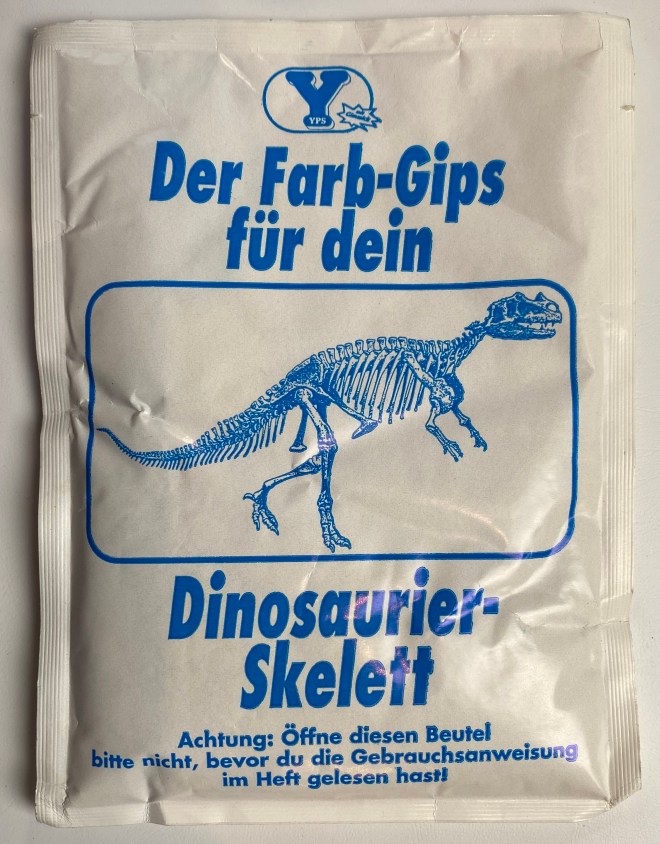 Y
YPS
Der Farb-Gips
für dein
Dinosaurier-
Skelett
Achtung: Öffne diesen Beutel
bitte nicht, bevor du die Gebrauchsanweisung
im Heft gelesen hast!